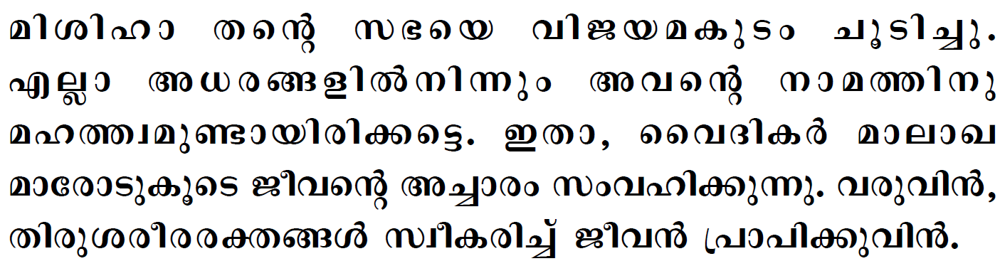 മിശിഹാ തന്റെ സഭയെ വിജയമകുടം ചൂടിച്ചു.
എല്ലാ അധരങ്ങളിൽനിന്നും അവന്റെ നാമത്തിനു
മഹത്ത്വമുണ്ടായിരിക്കട്ടെ. ഇതാ, വൈദികർ മാലാഖ
മാരോടുകൂടെ ജീവന്റെ അച്ചാരം സംവഹിക്കുന്നു. വരുവിൻ,
തിരുശരീരരക്തങ്ങൾ സ്വീകരിച്ച് ജീവൻ പ്രാപിക്കുവിൻ.